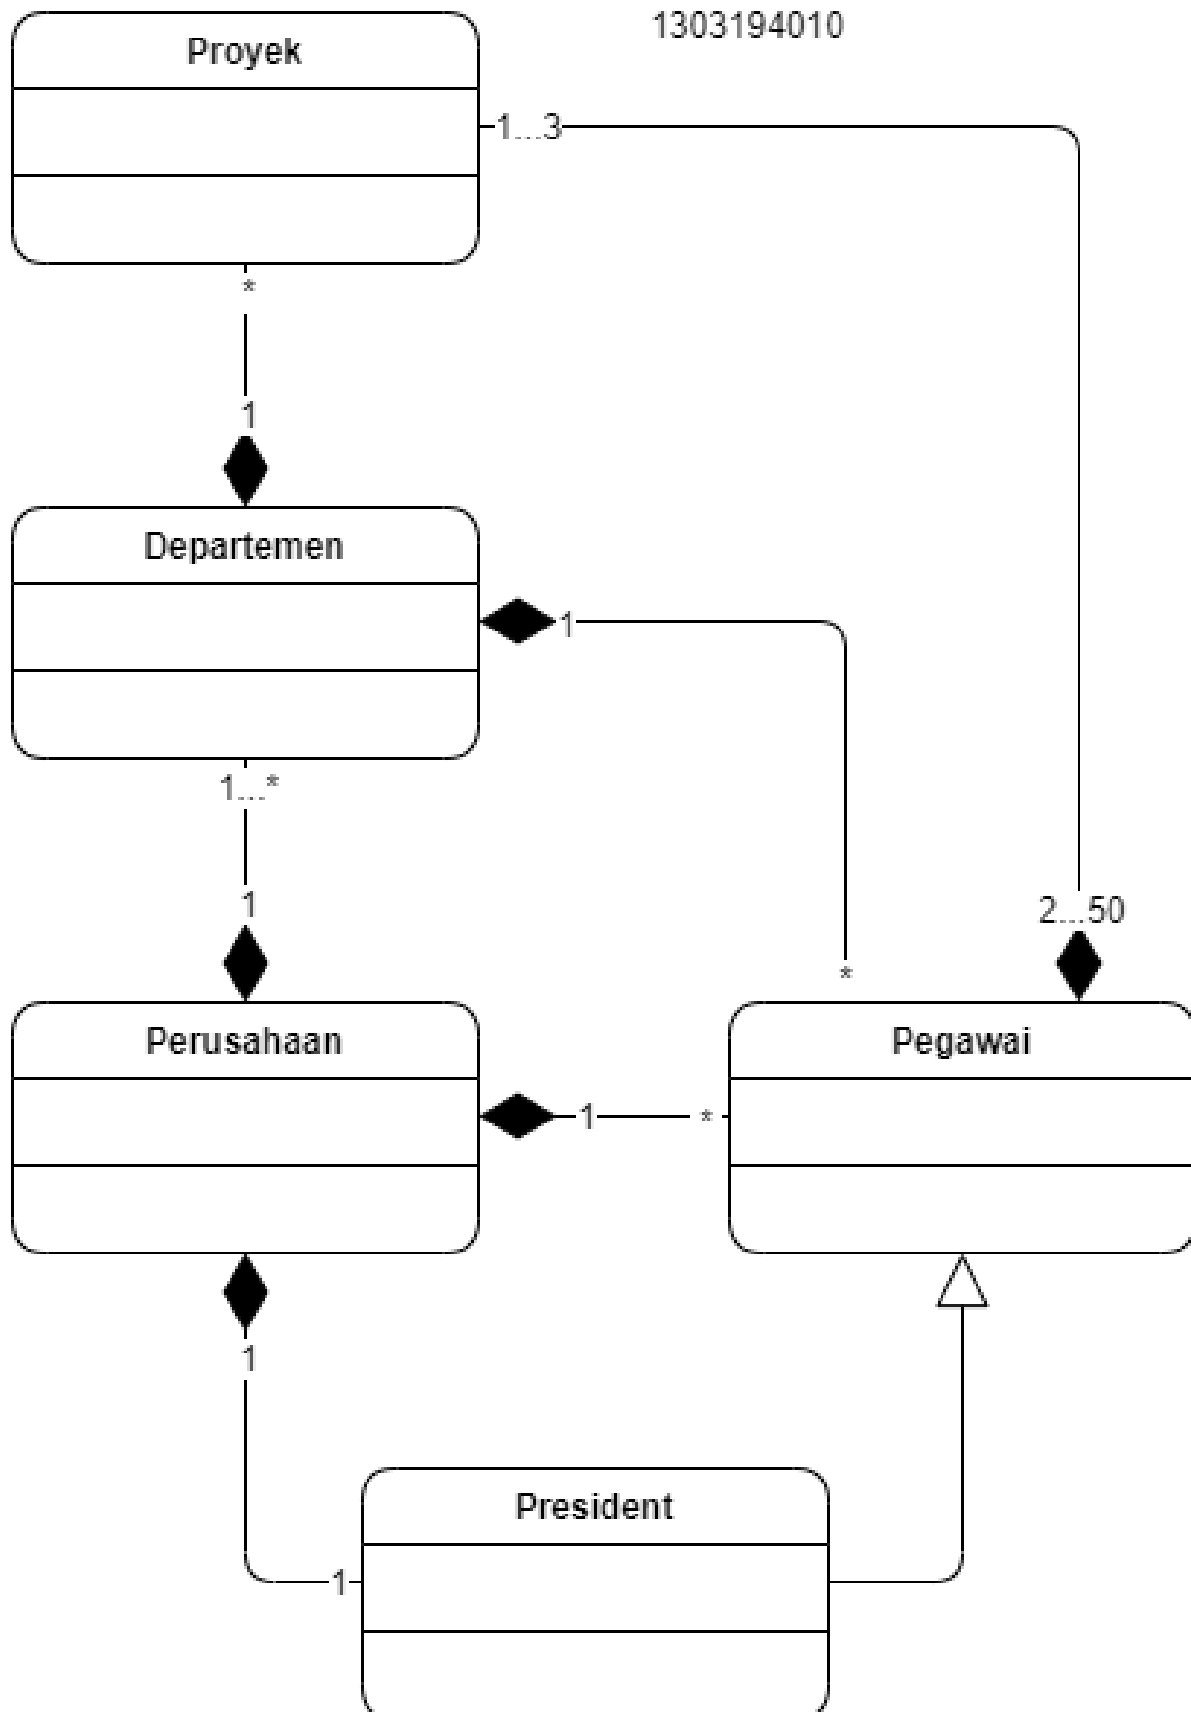 1303194010
Proyek
1...3
*
1
Departemen
1
1...*
1
2...50
*
Perusahaan
Pegawai
1
*
1
President
1